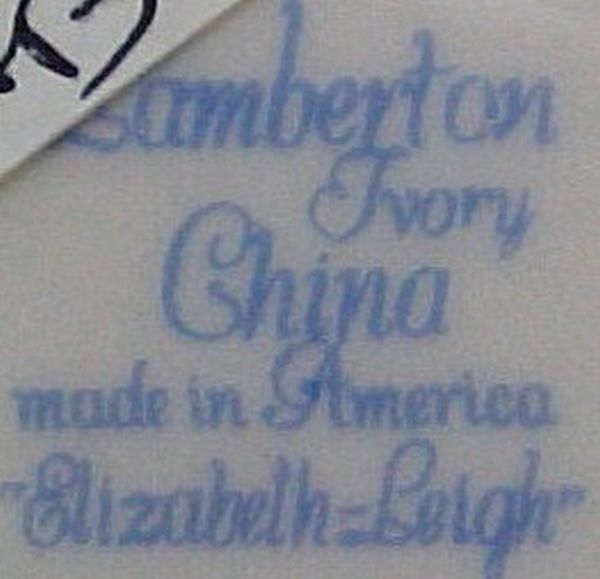 Lamberton
Ivory
China
made in America
"Elizabeth-Leigh"